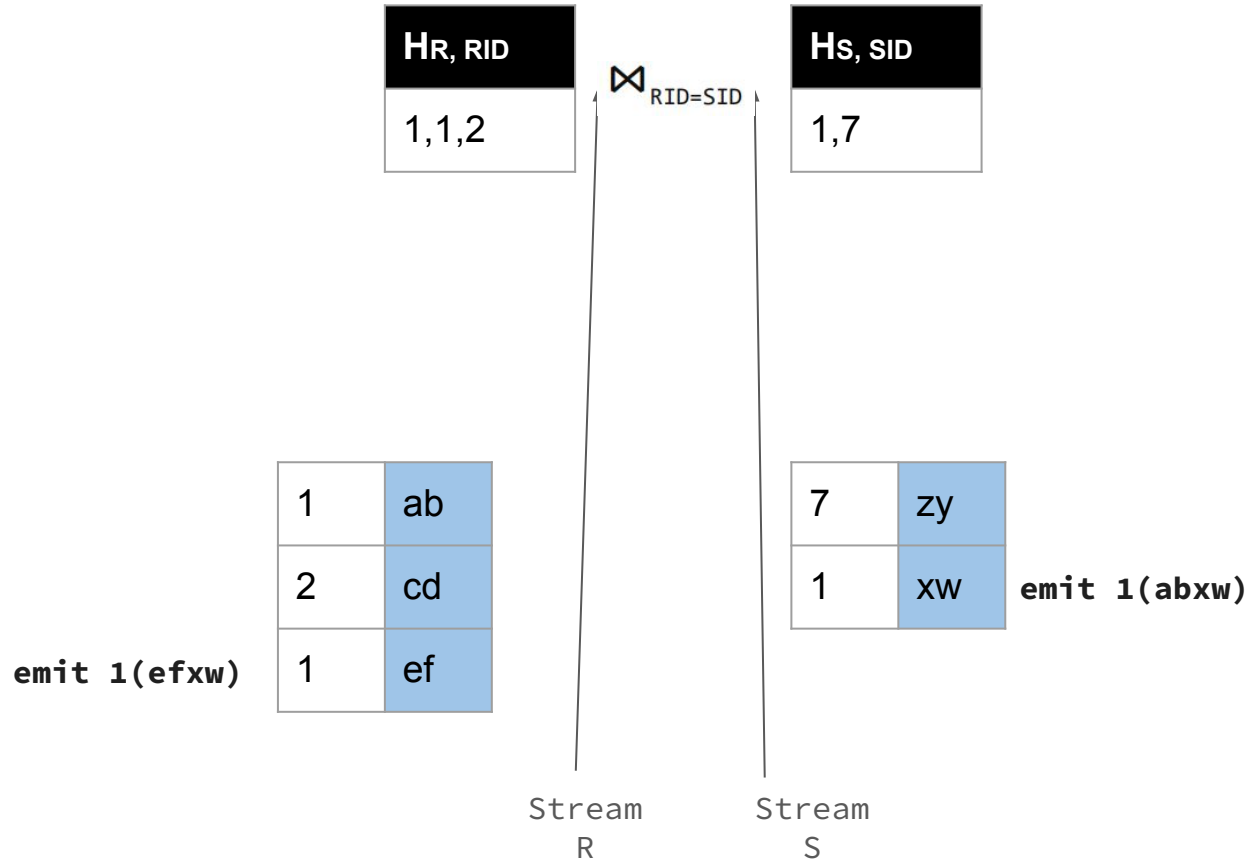 HR, RID
⋈RID=SID
HS, SID
1,1,2
1,7
1 ab
7 zy
2 cd
1 xw
emit 1(abxw)
emit 1(efxw)
1 ef
Stream
R
Stream
S